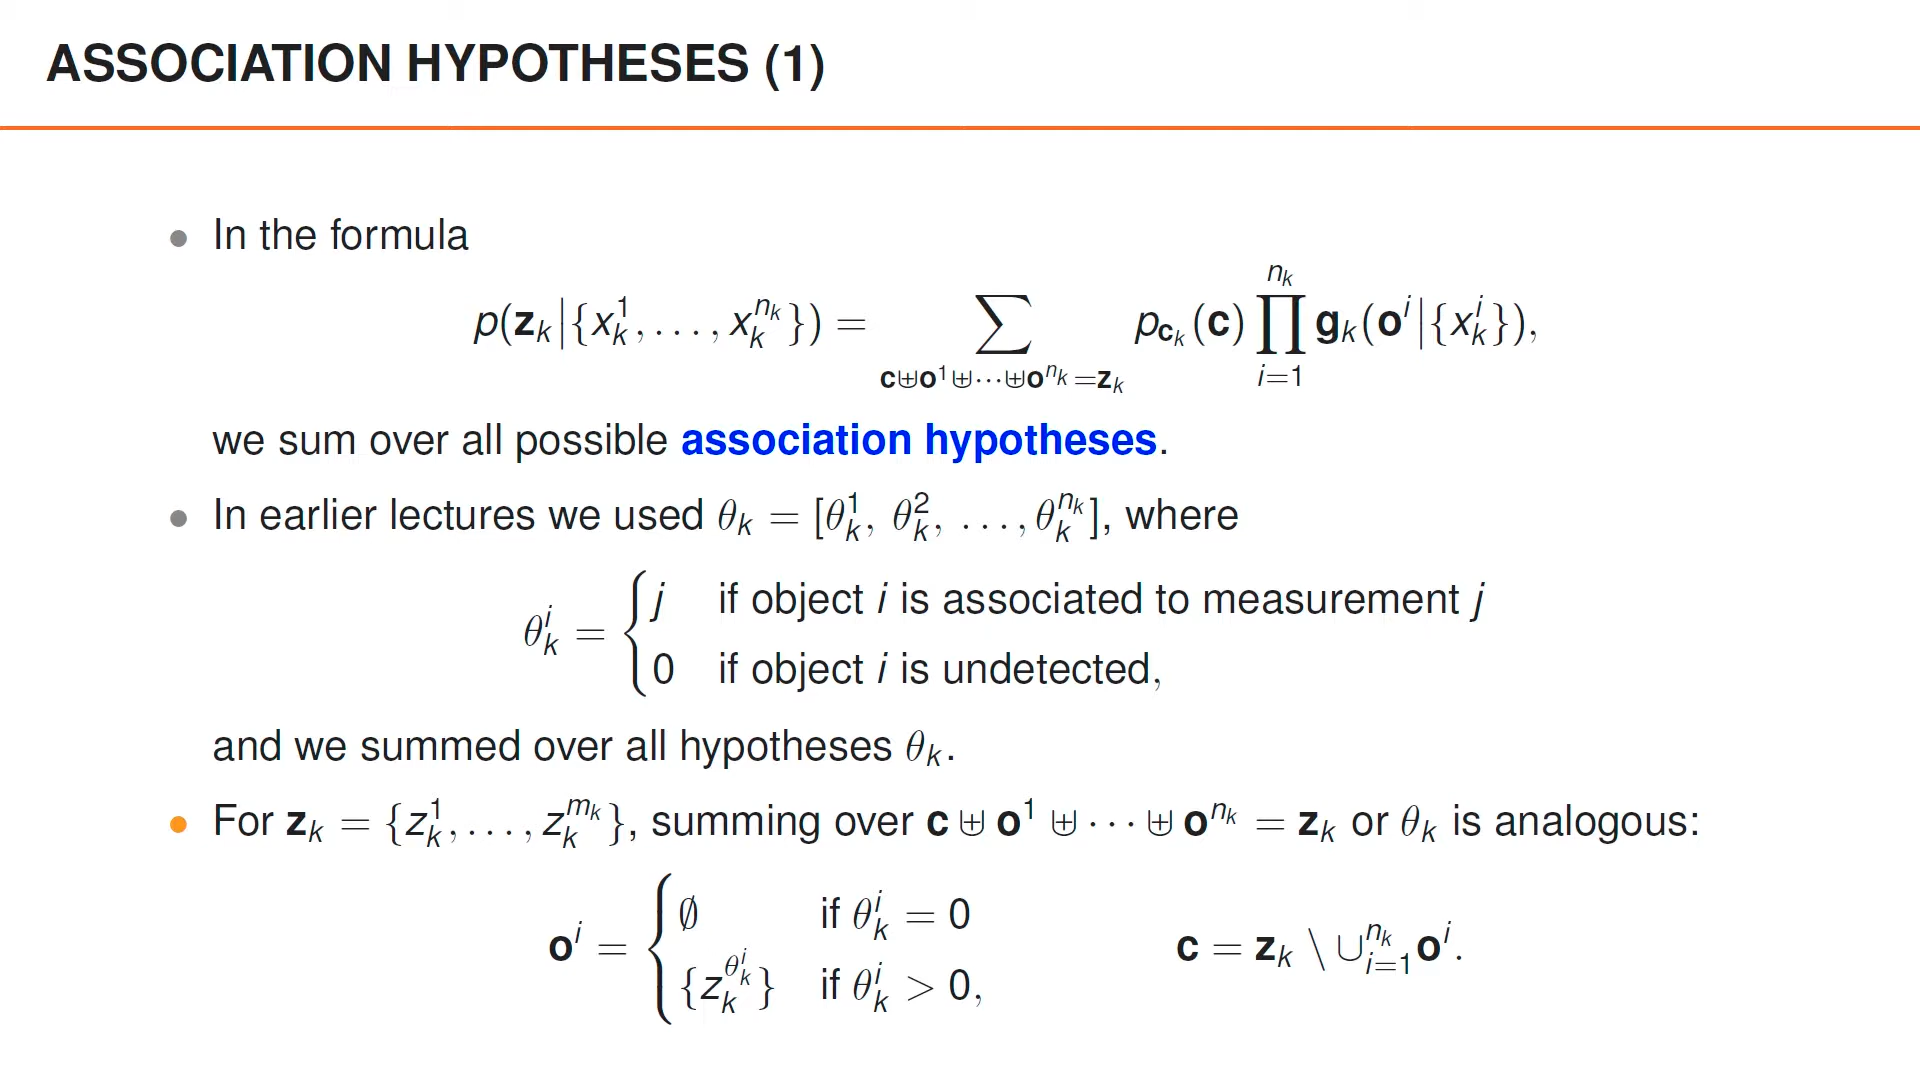 ASSOCIATION HYPOTHESES (1)
• In the formula
p(𝐳_k|{x_k^1, . . . , x_k^{n_k}}) = ∑_{𝐜⊎𝐨^1⊎···⊎𝐨^{n_k}=𝐳_k} p_{𝐜_k}(𝐜) ∏_{i=1}^{n_k} 𝐠_k(𝐨^i|{x_k^i}),
we sum over all possible association hypotheses.
• In earlier lectures we used θ_k = [θ_k^1, θ_k^2, . . . , θ_k^{n_k}], where
θ_k^i = { j if object i is associated to measurement j
0 if object i is undetected,
and we summed over all hypotheses θ_k.
• For 𝐳_k = {z_k^1, . . . , z_k^{m_k}}, summing over 𝐜 ⊎ 𝐨^1 ⊎ · · · ⊎ 𝐨^{n_k} = 𝐳_k or θ_k is analogous:
𝐨^i = { ∅ if θ_k^i = 0
{z_k^{θ_k^i}} if θ_k^i > 0,
𝐜 = 𝐳_k \ ∪_{i=1}^{n_k} 𝐨^i.